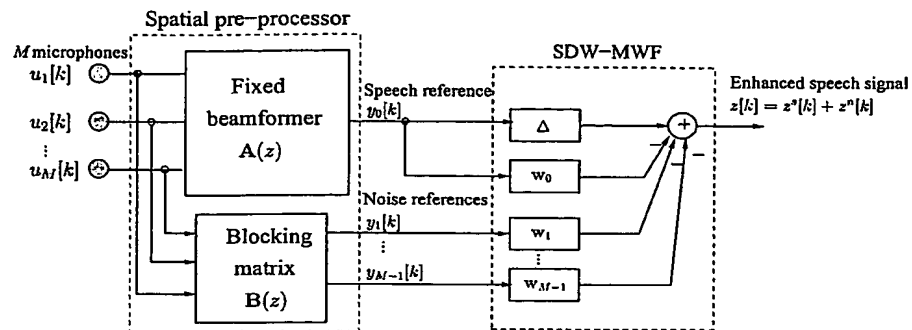 Spatial pre-processor
M microphones
u₁[k]
u₂[k]
⋮
u_M[k]
Fixed
beamformer
A(z)
Speech reference
y₀[k]
Noise references
y₁[k]
⋮
y_{M-1}[k]
Blocking
matrix
B(z)
SDW-MWF
Δ
w₀
w₁
⋮
w_{M-1}
+
−
−
−
Enhanced speech signal
z[k] = zˢ[k] + zⁿ[k]